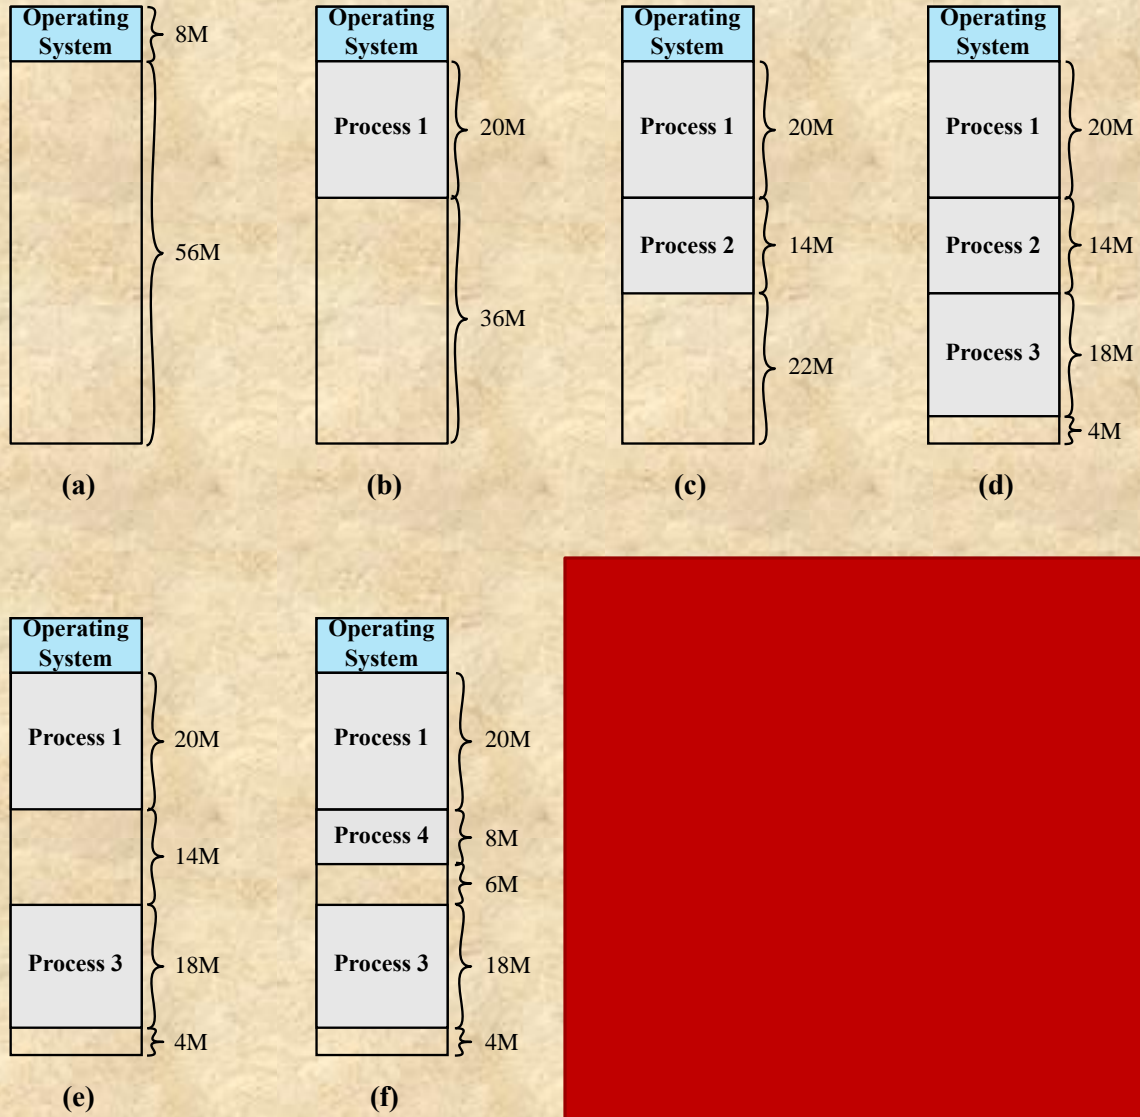 Operating
System
8M
56M
(a)
Operating
System
Process 1
20M
36M
(b)
Operating
System
Process 1
20M
Process 2
14M
22M
(c)
Operating
System
Process 1
20M
Process 2
14M
Process 3
18M
4M
(d)
Operating
System
Process 1
20M
14M
Process 3
18M
4M
(e)
Operating
System
Process 1
20M
Process 4
8M
6M
Process 3
18M
4M
(f)